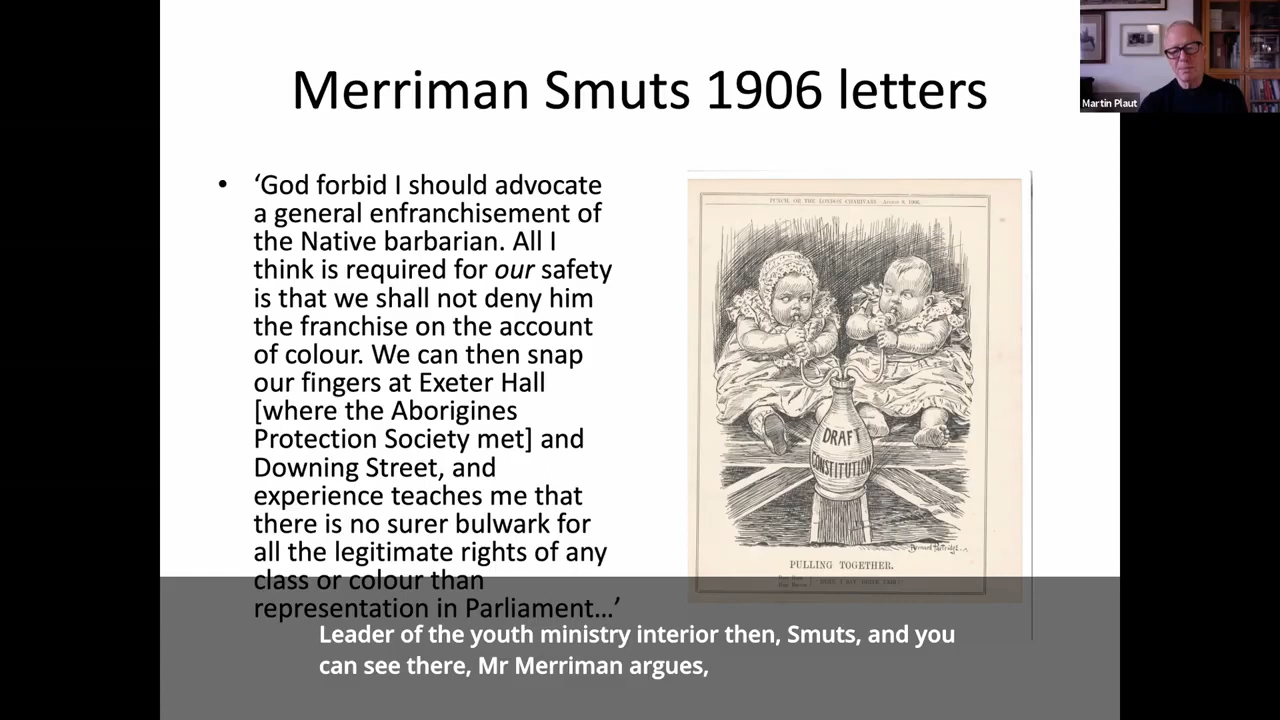 Merriman Smuts 1906 letters
Martin Plaut
• ‘God forbid I should advocate
a general enfranchisement of
the Native barbarian. All I
think is required for our safety
is that we shall not deny him
the franchise on the account
of colour. We can then snap
our fingers at Exeter Hall
[where the Aborigines
Protection Society met] and
Downing Street, and
experience teaches me that
there is no surer bulwark for
all the legitimate rights of any
class or colour than
representation in Parliament…’
PUNCH, OR THE LONDON CHARIVARI. August 8, 1906.
DRAFT
CONSTITUTION
PULLING TOGETHER.
Leader of the youth ministry interior then, Smuts, and you
can see there, Mr Merriman argues,